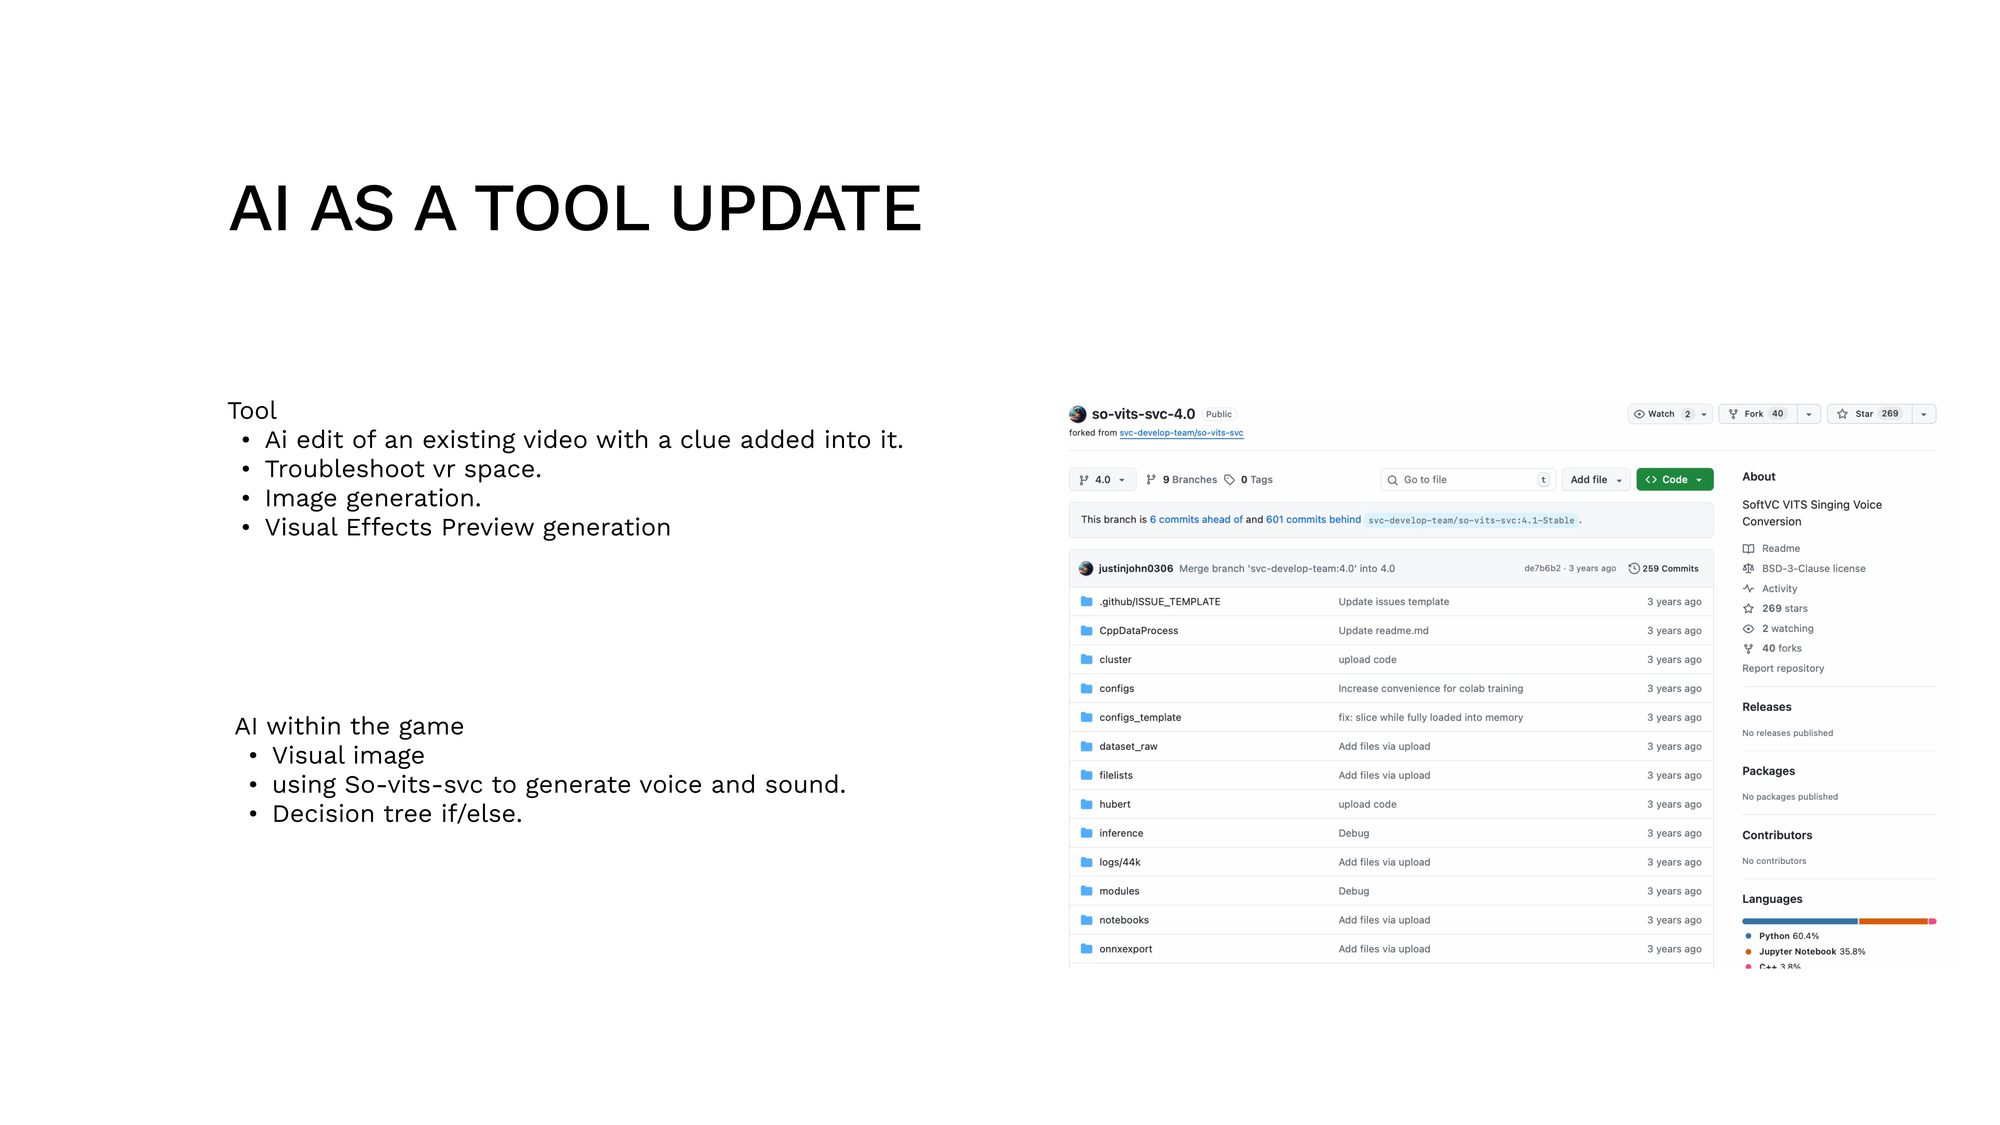 AI AS A TOOL UPDATE
Tool
• Ai edit of an existing video with a clue added into it.
• Troubleshoot vr space.
• Image generation.
• Visual Effects Preview generation
AI within the game
• Visual image
• using So-vits-svc to generate voice and sound.
• Decision tree if/else.
so-vits-svc-4.0 Public
Watch 2 Fork 40 Star 269
forked from svc-develop-team/so-vits-svc
4.0 9 Branches 0 Tags Go to file t Add file Code
This branch is 6 commits ahead of and 601 commits behind svc-develop-team/so-vits-svc:4.1-Stable .
justinjohn0306 Merge branch 'svc-develop-team:4.0' into 4.0 de7b6b2 · 3 years ago 259 Commits
.github/ISSUE_TEMPLATE Update issues template 3 years ago
CppDataProcess Update readme.md 3 years ago
cluster upload code 3 years ago
configs Increase convenience for colab training 3 years ago
configs_template fix: slice while fully loaded into memory 3 years ago
dataset_raw Add files via upload 3 years ago
filelists Add files via upload 3 years ago
hubert upload code 3 years ago
inference Debug 3 years ago
logs/44k Add files via upload 3 years ago
modules Debug 3 years ago
notebooks Add files via upload 3 years ago
onnxexport Add files via upload 3 years ago
About
SoftVC VITS Singing Voice
Conversion
Readme
BSD-3-Clause license
Activity
269 stars
2 watching
40 forks
Report repository
Releases
No releases published
Packages
No packages published
Contributors
No contributors
Languages
Python 60.4%
Jupyter Notebook 35.8%
C++ 3.8%